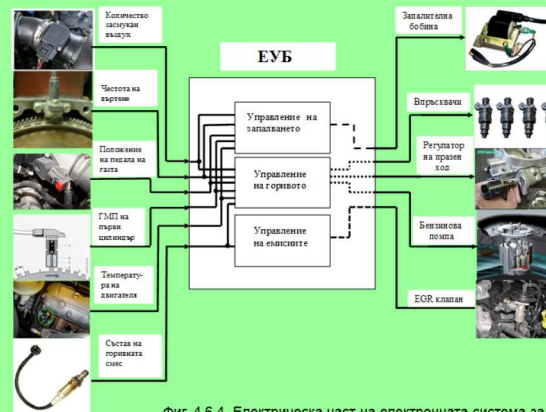 Количество
засмукан
въздух
Честота на
въртене
Положение
на педала на
газта
ГМП на
първи
цилиндър
Температу-
ра на
двигателя
Състав на
горивната
смес
ЕУБ
Управление на
запалването
Управление
на горивото
Управление
на емисиите
Запалителна
бобина
Впръсквачи
Регулатор
на празен
ход
Бензинова
помпа
EGR клапан
Фиг. 4.6.4. Електрическа част на електронната система за